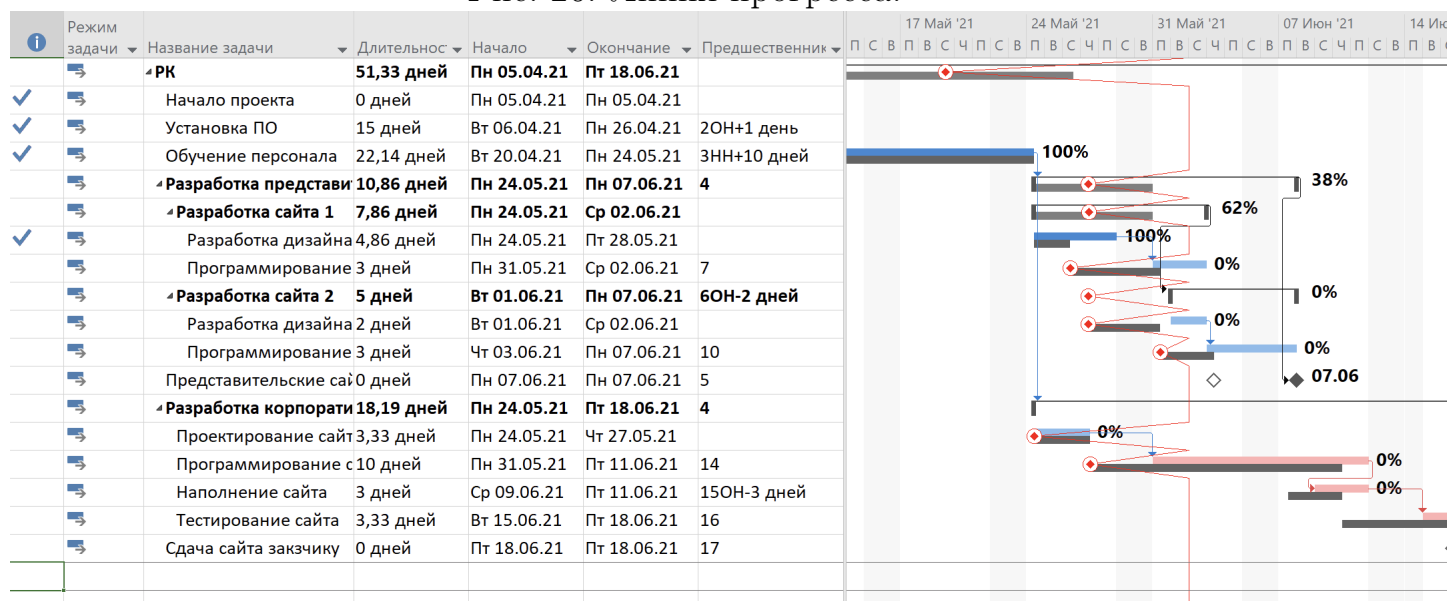 Рис. 20: Линии прогресса.
Режим задачи Название задачи Длительнос Начало Окончание Предшественник
17 Май '21 24 Май '21 31 Май '21 07 Июн '21 14 Ию
П С В П В С Ч П С В П В С Ч П С В П В С Ч П С В П В С Ч П С В П В
РК 51,33 дней Пн 05.04.21 Пт 18.06.21
Начало проекта 0 дней Пн 05.04.21 Пн 05.04.21
Установка ПО 15 дней Вт 06.04.21 Пн 26.04.21 2ОН+1 день
Обучение персонала 22,14 дней Вт 20.04.21 Пн 24.05.21 3НН+10 дней 100%
Разработка представи 10,86 дней Пн 24.05.21 Пн 07.06.21 4 38%
Разработка сайта 1 7,86 дней Пн 24.05.21 Ср 02.06.21 62%
Разработка дизайна 4,86 дней Пн 24.05.21 Пт 28.05.21 100%
Программирование 3 дней Пн 31.05.21 Ср 02.06.21 7 0%
Разработка сайта 2 5 дней Вт 01.06.21 Пн 07.06.21 6ОН-2 дней 0%
Разработка дизайна 2 дней Вт 01.06.21 Ср 02.06.21 0%
Программирование 3 дней Чт 03.06.21 Пн 07.06.21 10 0%
Представительские сай 0 дней Пн 07.06.21 Пн 07.06.21 5 07.06
Разработка корпорати 18,19 дней Пн 24.05.21 Пт 18.06.21 4
Проектирование сайт 3,33 дней Пн 24.05.21 Чт 27.05.21 0%
Программирование с 10 дней Пн 31.05.21 Пт 11.06.21 14 0%
Наполнение сайта 3 дней Ср 09.06.21 Пт 11.06.21 15ОН-3 дней 0%
Тестирование сайта 3,33 дней Вт 15.06.21 Пт 18.06.21 16
Сдача сайта закзчику 0 дней Пт 18.06.21 Пт 18.06.21 17